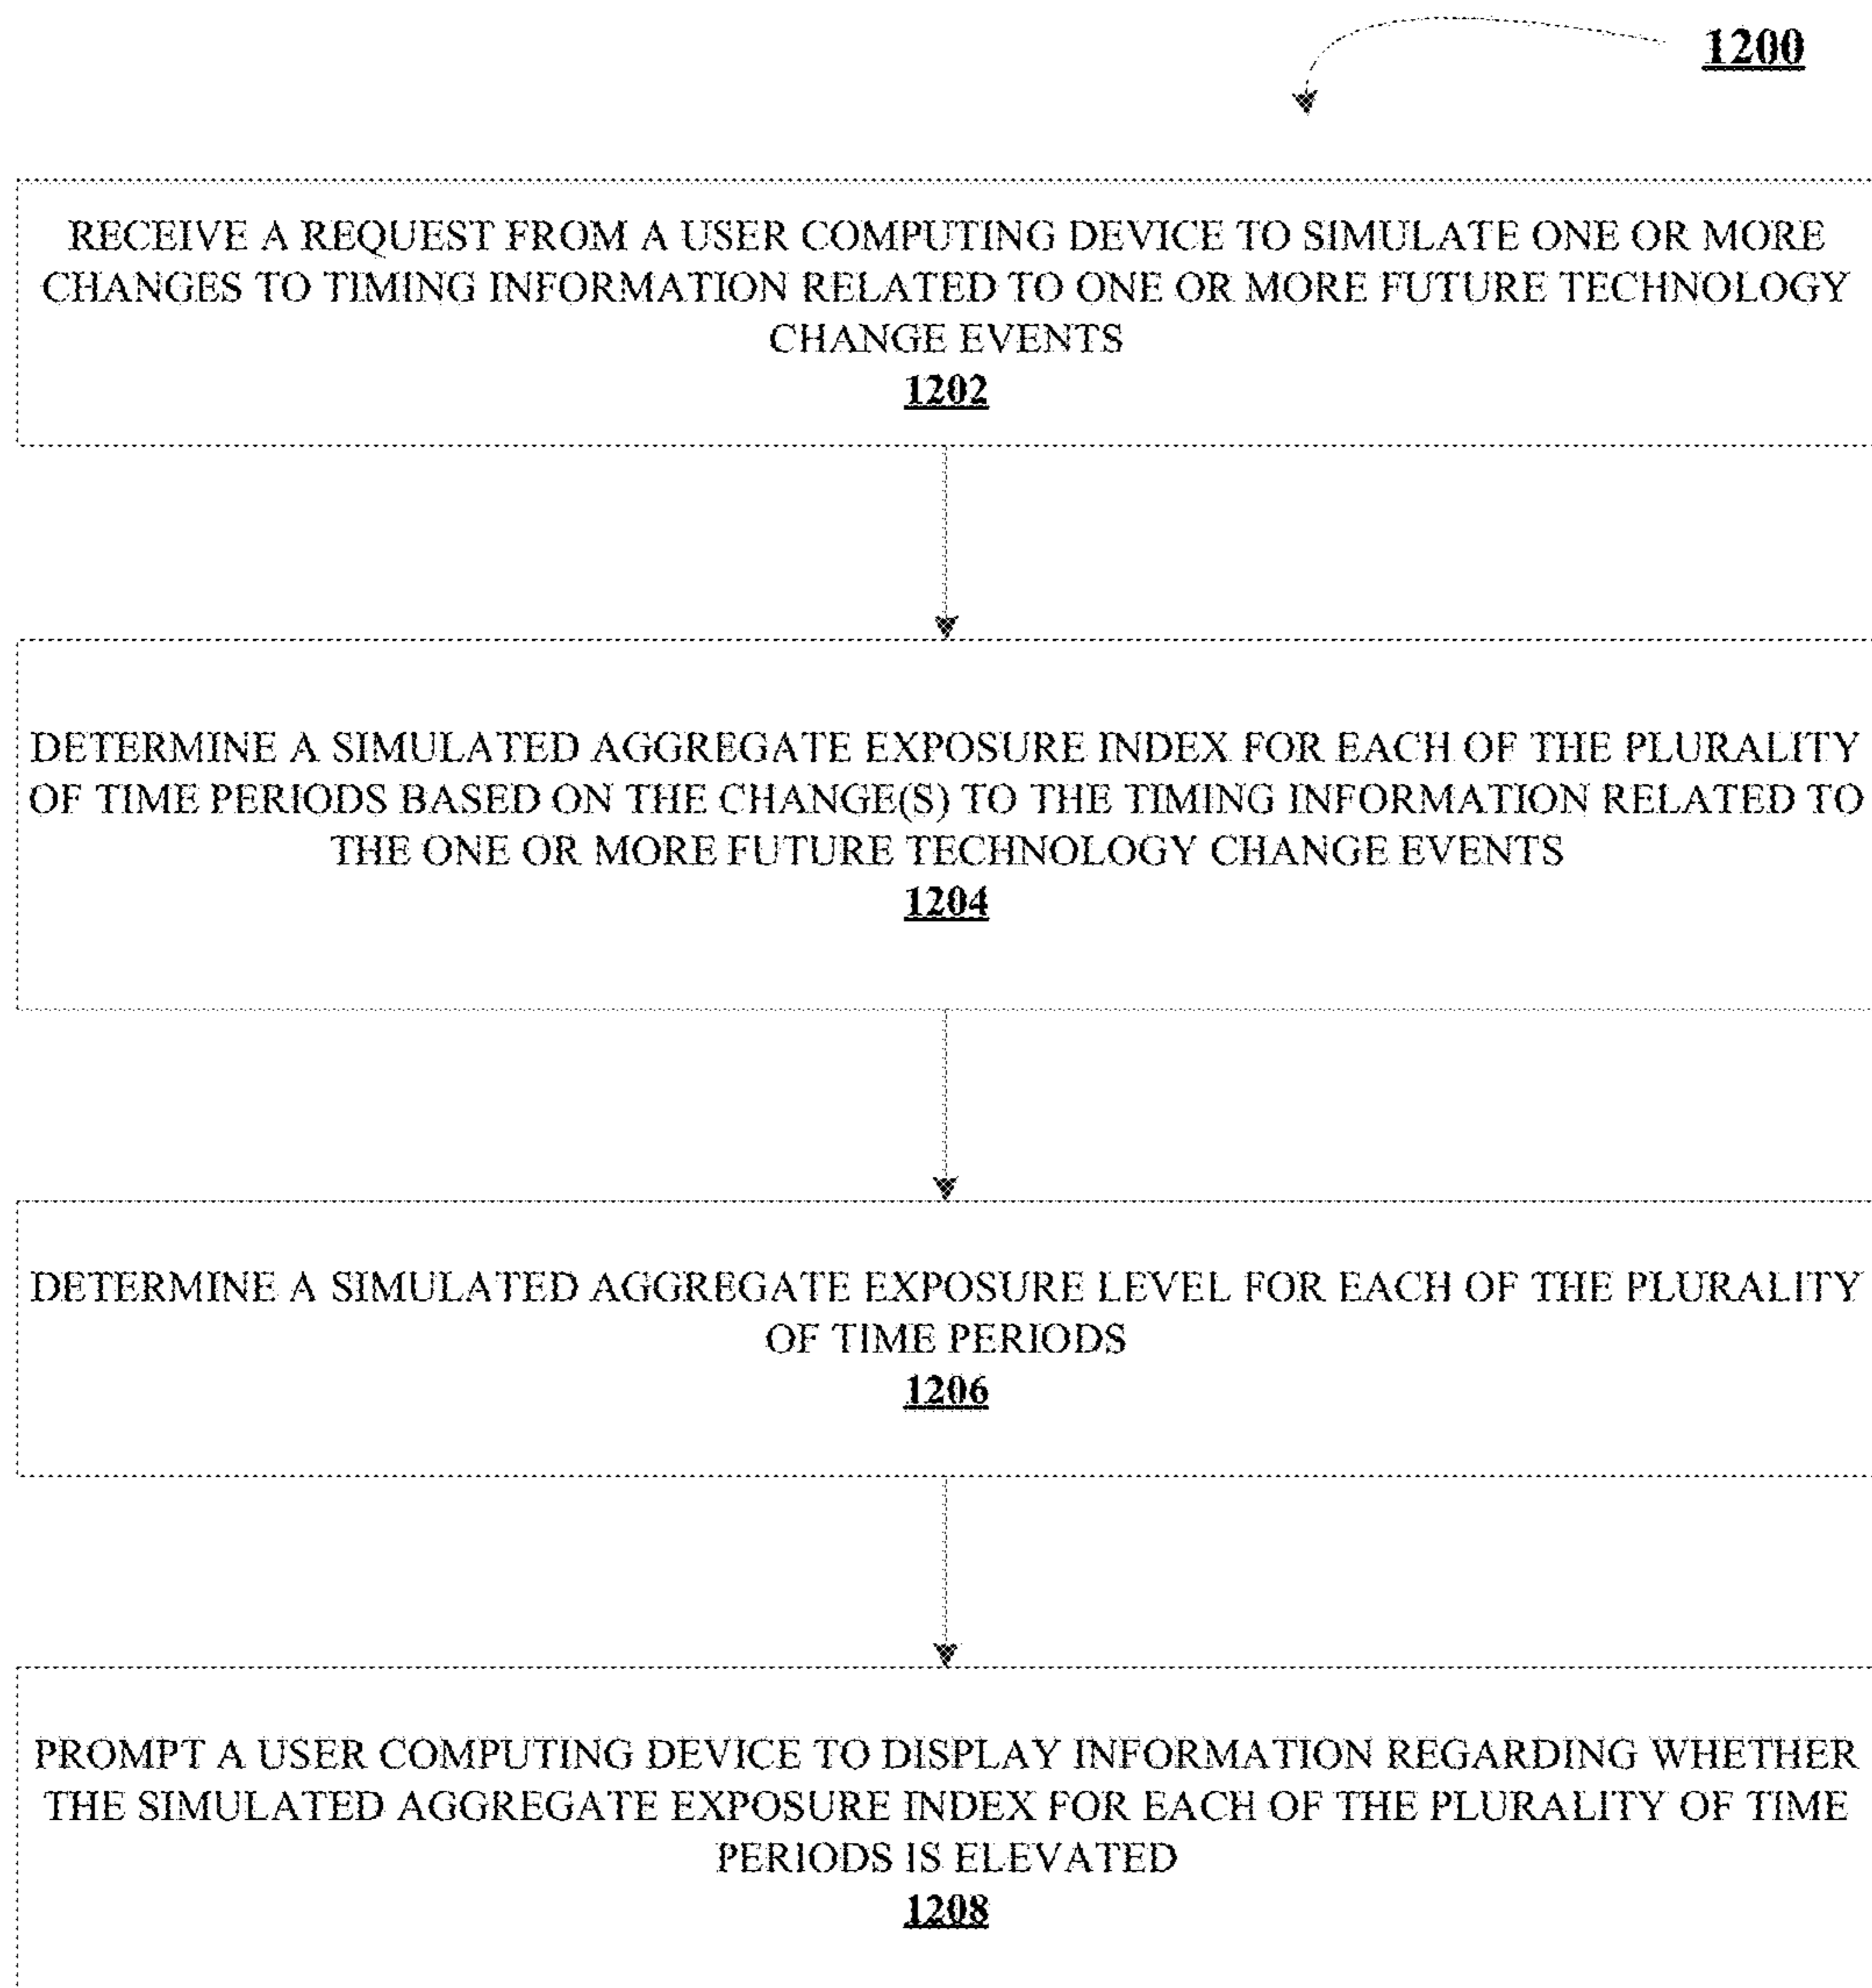 1200
RECEIVE A REQUEST FROM A USER COMPUTING DEVICE TO SIMULATE ONE OR MORE
CHANGES TO TIMING INFORMATION RELATED TO ONE OR MORE FUTURE TECHNOLOGY
CHANGE EVENTS
1202
DETERMINE A SIMULATED AGGREGATE EXPOSURE INDEX FOR EACH OF THE PLURALITY
OF TIME PERIODS BASED ON THE CHANGE(S) TO THE TIMING INFORMATION RELATED TO
THE ONE OR MORE FUTURE TECHNOLOGY CHANGE EVENTS
1204
DETERMINE A SIMULATED AGGREGATE EXPOSURE LEVEL FOR EACH OF THE PLURALITY
OF TIME PERIODS
1206
PROMPT A USER COMPUTING DEVICE TO DISPLAY INFORMATION REGARDING WHETHER
THE SIMULATED AGGREGATE EXPOSURE INDEX FOR EACH OF THE PLURALITY OF TIME
PERIODS IS ELEVATED
1208